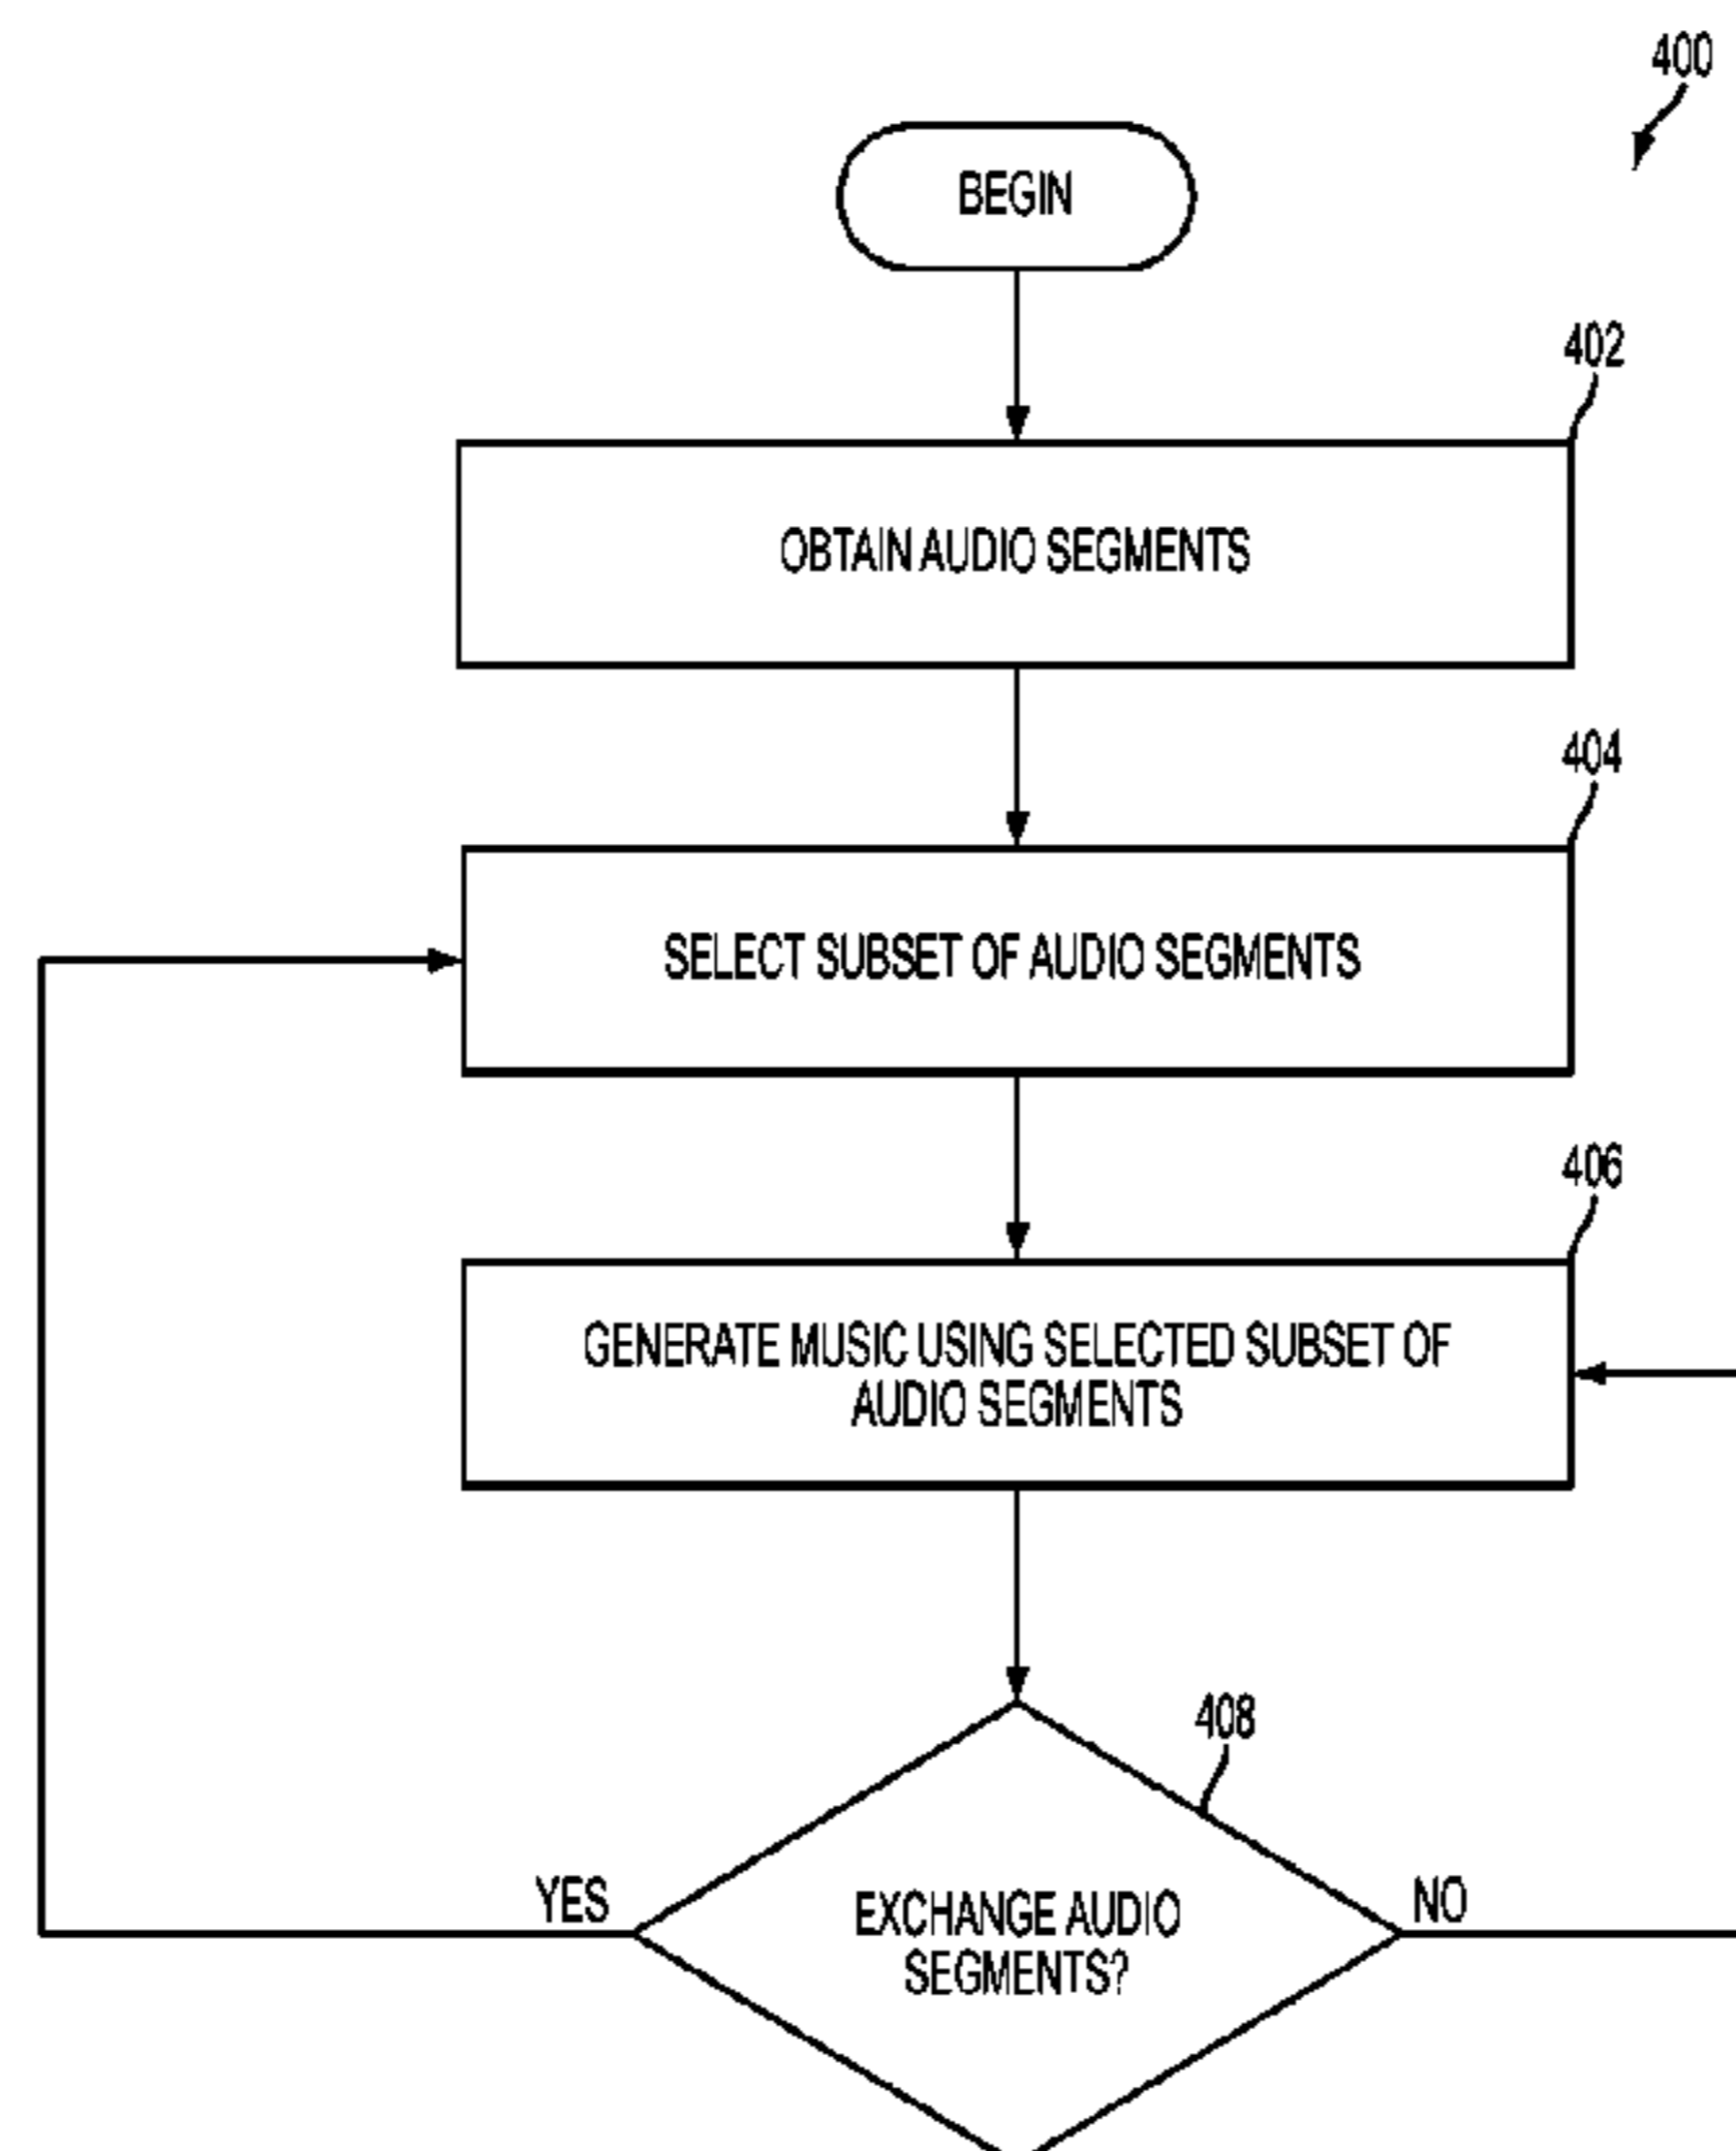 400
BEGIN
402
OBTAIN AUDIO SEGMENTS
404
SELECT SUBSET OF AUDIO SEGMENTS
406
GENERATE MUSIC USING SELECTED SUBSET OF
AUDIO SEGMENTS
408
YES
NO
EXCHANGE AUDIO
SEGMENTS?